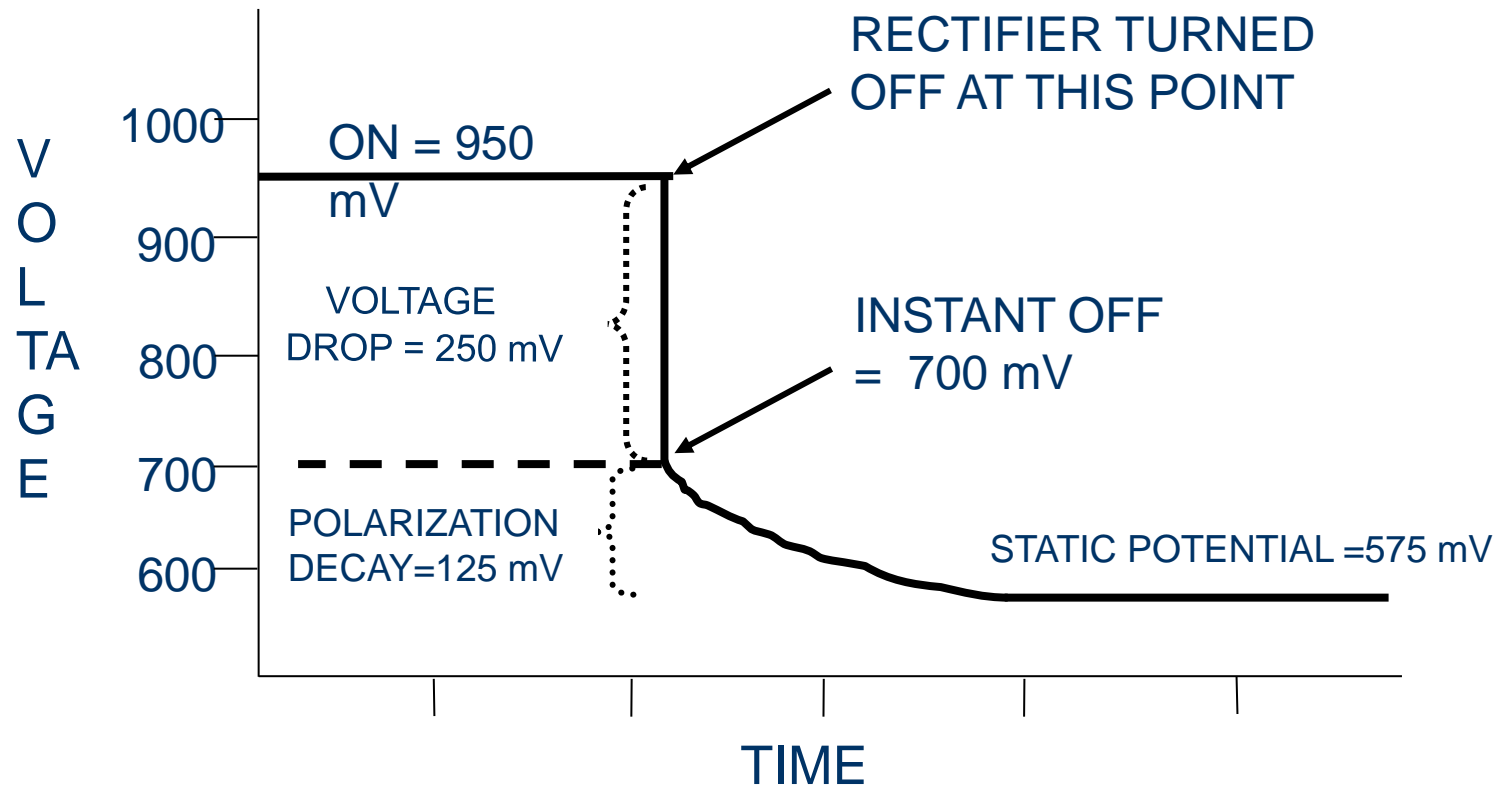 RECTIFIER TURNED
OFF AT THIS POINT
1000
ON = 950
mV
V
O
L
TA
G
E
900
VOLTAGE
DROP = 250 mV
800
INSTANT OFF
= 700 mV
700
POLARIZATION
DECAY=125 mV
600
STATIC POTENTIAL =575 mV
TIME